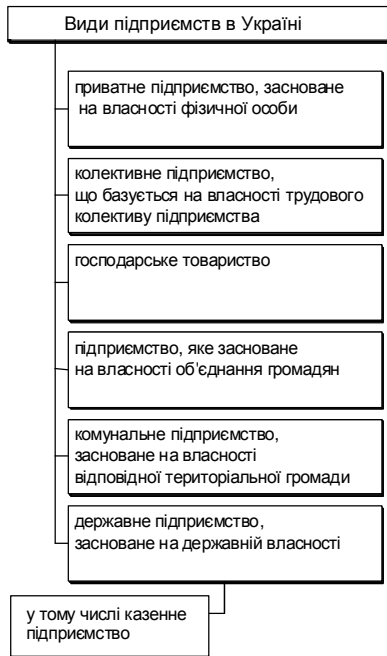 Види підприємств в Україні
приватне підприємство, засноване
на власності фізичної особи
колективне підприємство,
що базується на власності трудового
колективу підприємства
господарське товариство
підприємство, яке засноване
на власності об'єднання громадян
комунальне підприємство,
засноване на власності
відповідної територіальної громади
державне підприємство,
засноване на державній власності
у тому числі казенне
підприємство